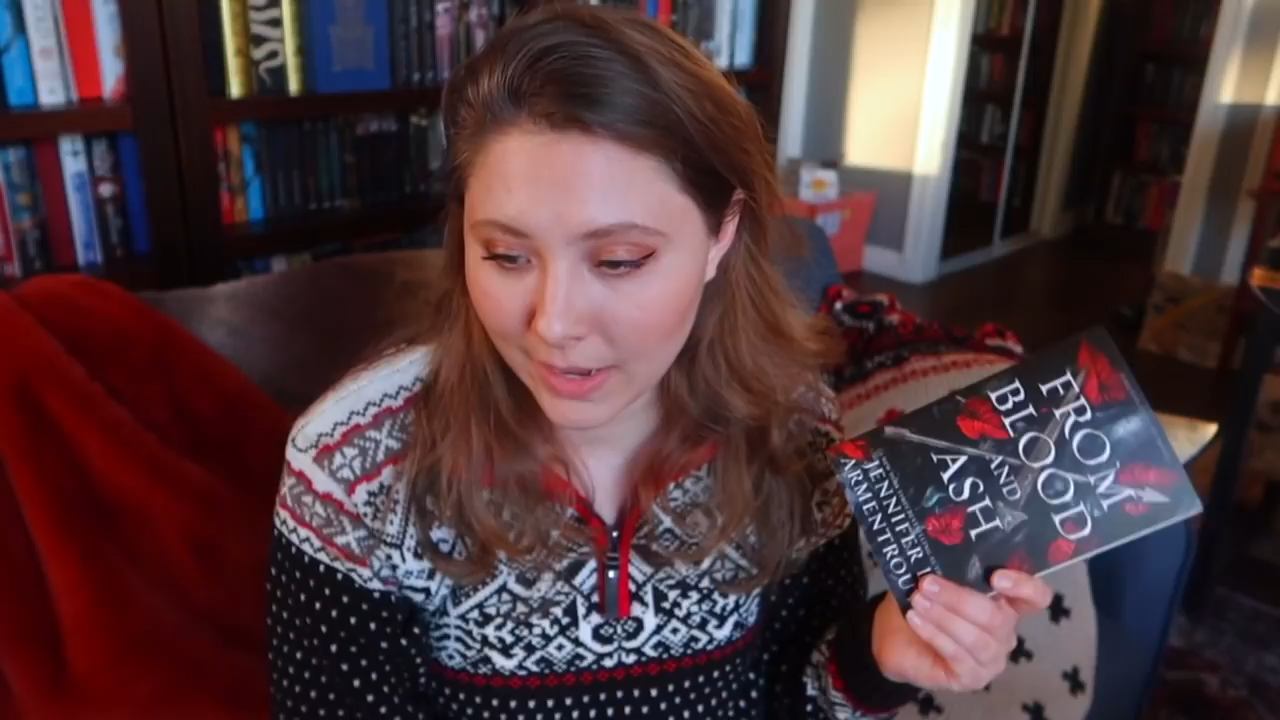 FROM
BLOOD
AND
ASH
JENNIFER L
ARMENTROU